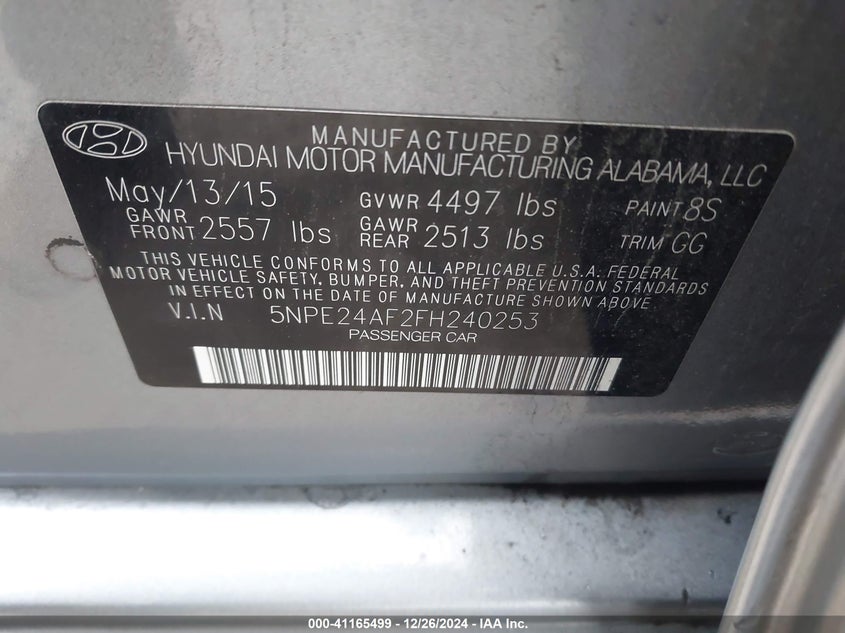 MANUFACTURED BY
HYUNDAI MOTOR MANUFACTURING ALABAMA, LLC
May/13/15 GVWR 4497 lbs PAINT 8S
GAWR FRONT 2557 lbs GAWR REAR 2513 lbs TRIM GG
THIS VEHICLE CONFORMS TO ALL APPLICABLE U.S.A. FEDERAL
MOTOR VEHICLE SAFETY, BUMPER, AND THEFT PREVENTION STANDARDS
IN EFFECT ON THE DATE OF MANUFACTURE SHOWN ABOVE
V.I.N 5NPE24AF2FH240253
PASSENGER CAR
000-41165499 - 12/26/2024 - IAA Inc.